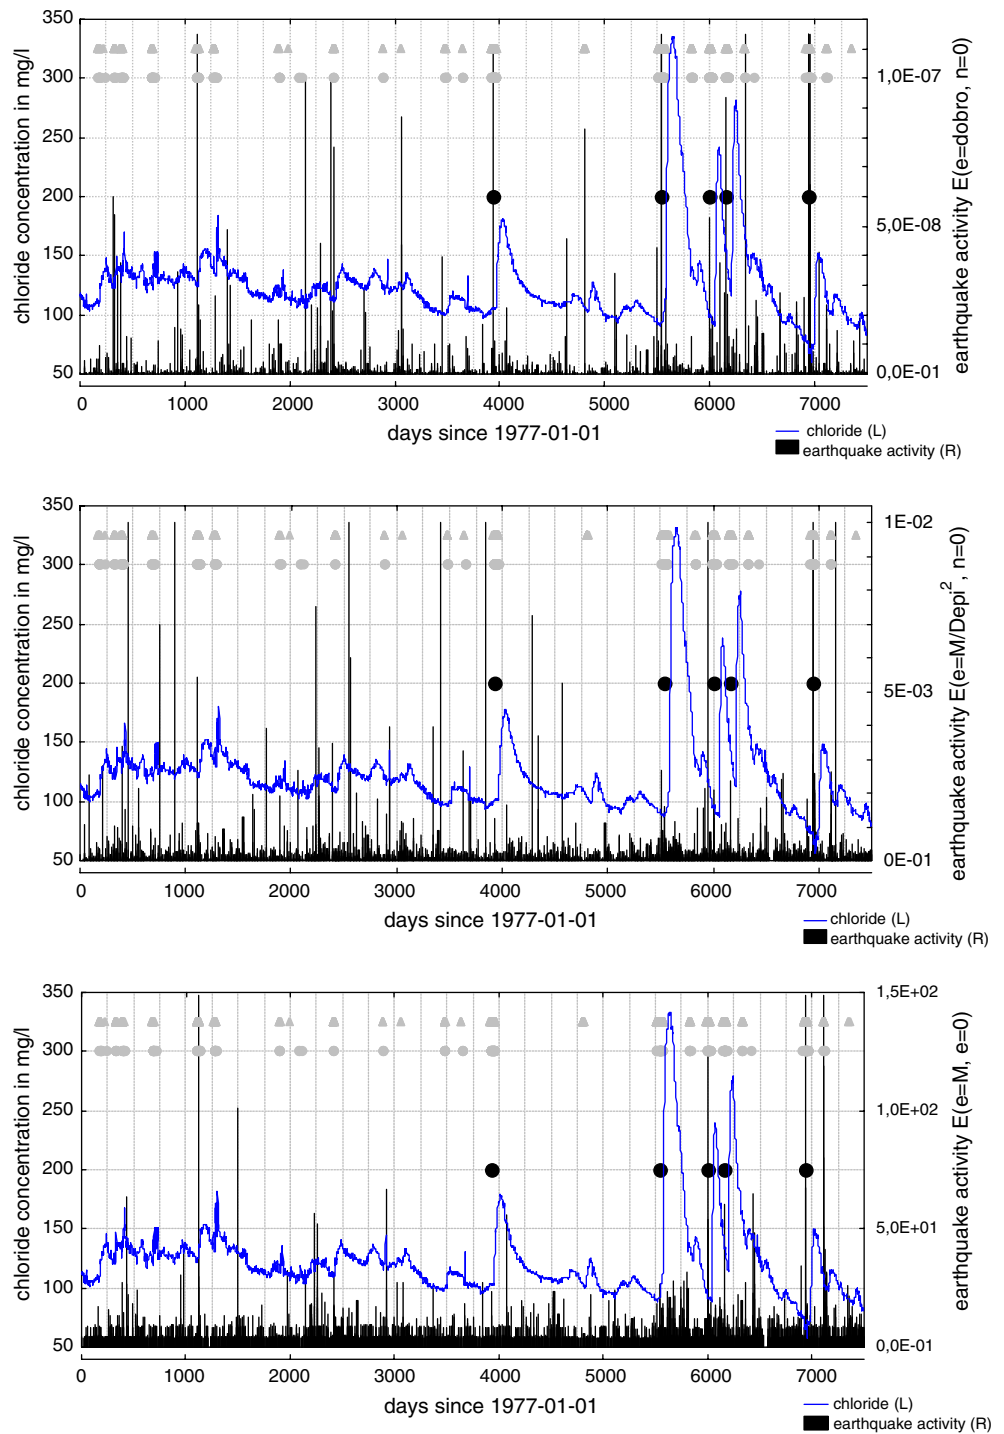 350
300
250
200
150
100
50
chloride concentration in mg/l
1,0E-07
5,0E-08
0,0E-01
earthquake activity E(e=dobro, n=0)
0 1000 2000 3000 4000 5000 6000 7000
days since 1977-01-01
chloride (L)
earthquake activity (R)
350
300
250
200
150
100
50
chloride concentration in mg/l
1E-02
5E-03
0E-01
earthquake activity E(e=M/Depi², n=0)
0 1000 2000 3000 4000 5000 6000 7000
days since 1977-01-01
chloride (L)
earthquake activity (R)
350
300
250
200
150
100
50
chloride concentration in mg/l
1,5E+02
1,0E+02
5,0E+01
0,0E-01
earthquake activity E(e=M, e=0)
0 1000 2000 3000 4000 5000 6000 7000
days since 1977-01-01
chloride (L)
earthquake activity (R)